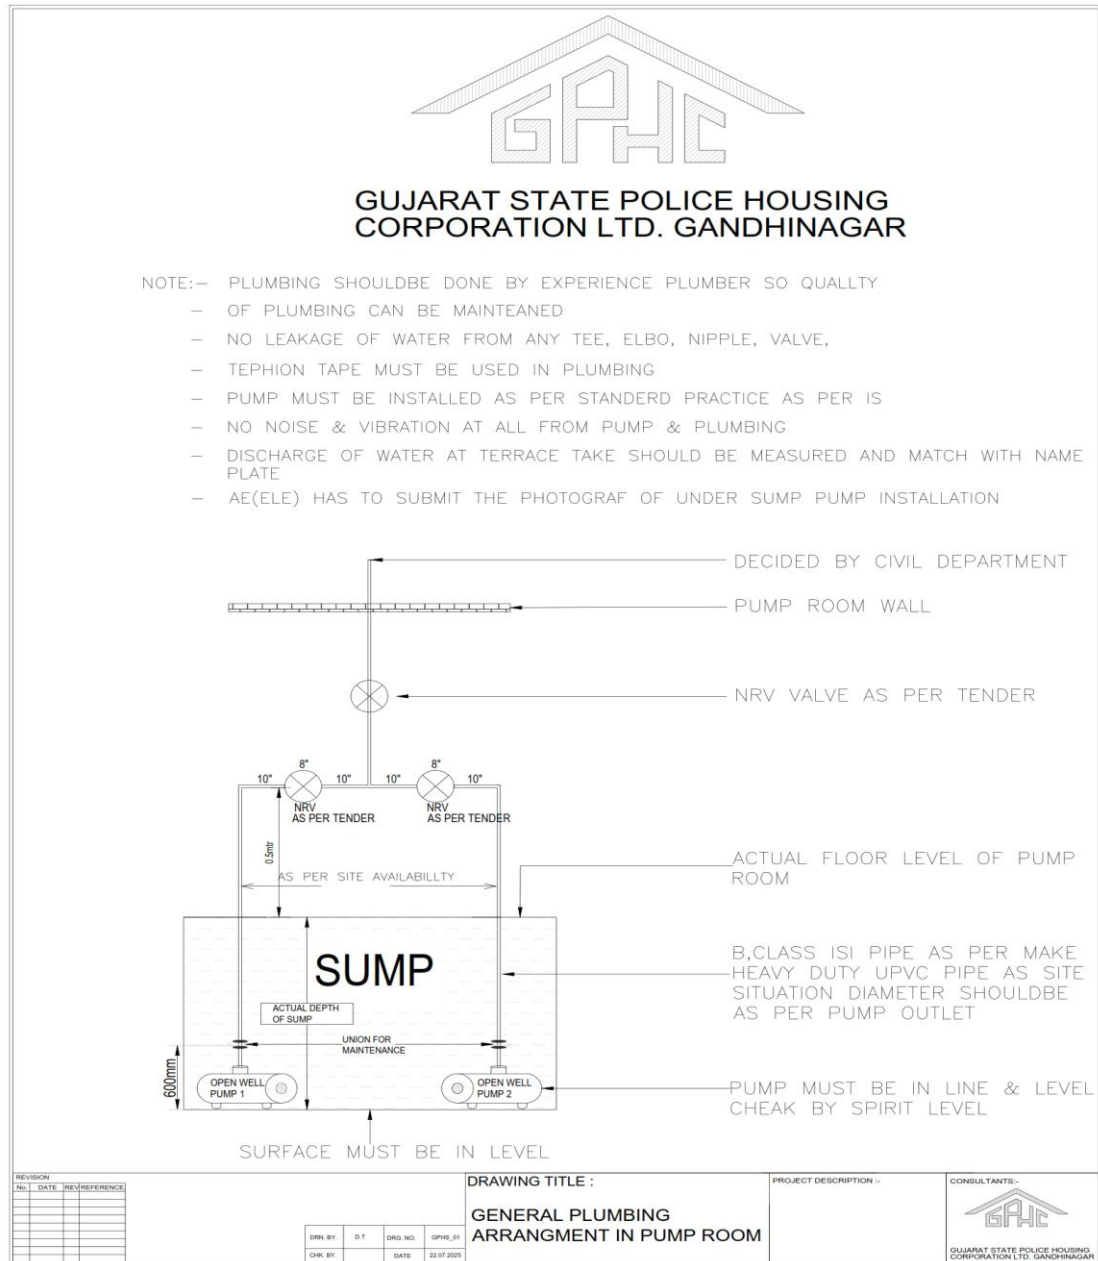 GPHC
GUJARAT STATE POLICE HOUSING
CORPORATION LTD. GANDHINAGAR
NOTE:- PLUMBING SHOULDBE DONE BY EXPERIENCE PLUMBER SO QUALLTY
- OF PLUMBING CAN BE MAINTEANED
- NO LEAKAGE OF WATER FROM ANY TEE, ELBO, NIPPLE, VALVE,
- TEPHION TAPE MUST BE USED IN PLUMBING
- PUMP MUST BE INSTALLED AS PER STANDERD PRACTICE AS PER IS
- NO NOISE & VIBRATION AT ALL FROM PUMP & PLUMBING
- DISCHARGE OF WATER AT TERRACE TAKE SHOULD BE MEASURED AND MATCH WITH NAME
PLATE
- AE(ELE) HAS TO SUBMIT THE PHOTOGRAF OF UNDER SUMP PUMP INSTALLATION
DECIDED BY CIVIL DEPARTMENT
PUMP ROOM WALL
NRV VALVE AS PER TENDER
8" 8"
10" 10" 10" 10"
NRV
AS PER TENDER
NRV
AS PER TENDER
0.5mtr
AS PER SITE AVAILABILLTY
ACTUAL FLOOR LEVEL OF PUMP
ROOM
SUMP
B,CLASS ISI PIPE AS PER MAKE
HEAVY DUTY UPVC PIPE AS SITE
SITUATION DIAMETER SHOULDBE
AS PER PUMP OUTLET
ACTUAL DEPTH
OF SUMP
UNION FOR
MAINTENANCE
600mm
OPEN WELL
PUMP 1
OPEN WELL
PUMP 2
PUMP MUST BE IN LINE & LEVEL
CHEAK BY SPIRIT LEVEL
SURFACE MUST BE IN LEVEL
REVISION
No. DATE REV REFERENCE
DRN. BY. D.T DRG. NO. GPHS_01
CHK. BY. DATE 22.07.2025
DRAWING TITLE :
GENERAL PLUMBING
ARRANGMENT IN PUMP ROOM
PROJECT DESCRIPTION :-
CONSULTANTS:-
GPHC
GUJARAT STATE POLICE HOUSING
CORPORATION LTD. GANDHINAGAR